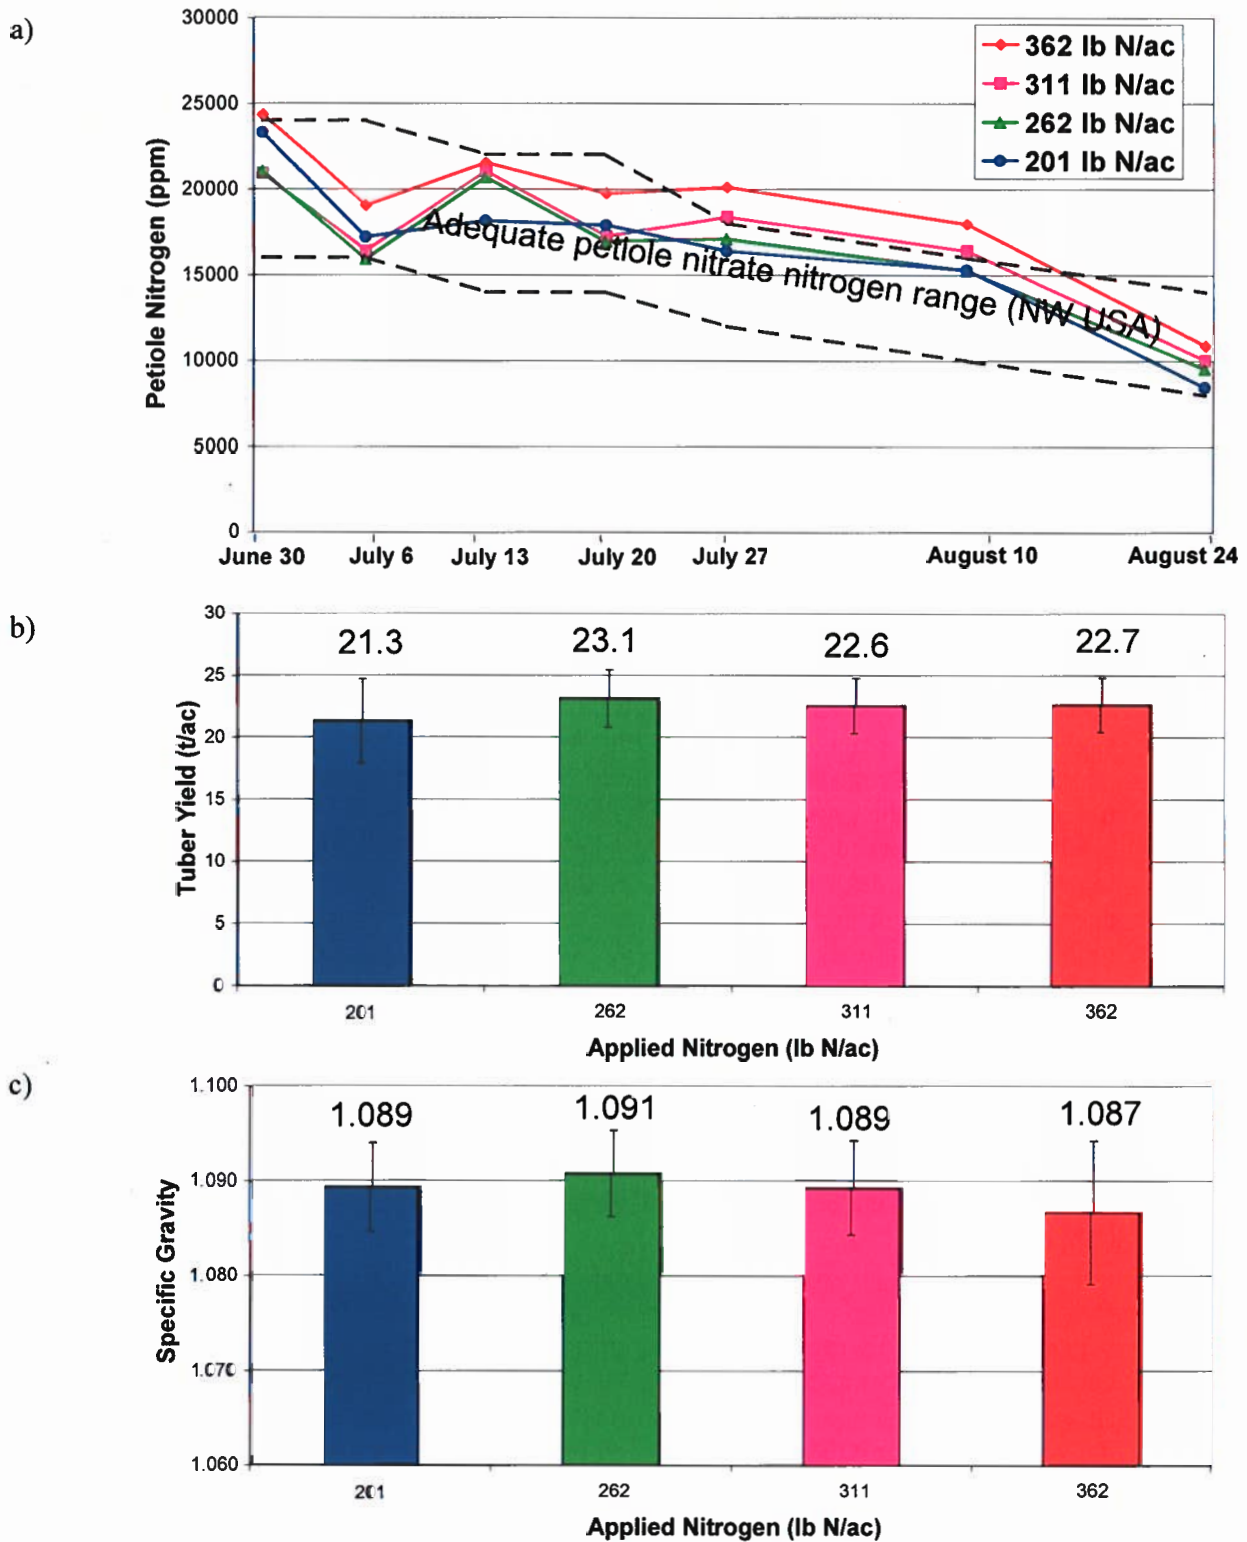 a)
30000
25000
20000
15000
10000
5000
0
Petiole Nitrogen (ppm)
362 lb N/ac
311 lb N/ac
262 lb N/ac
201 lb N/ac
Adequate petiole nitrate nitrogen range (NW USA)
June 30 July 6 July 13 July 20 July 27 August 10 August 24
b)
30
25
20
15
10
5
0
Tuber Yield (t/ac)
21.3 23.1 22.6 22.7
201 262 311 362
Applied Nitrogen (lb N/ac)
c)
1.100
1.090
1.080
1.070
1.060
Specific Gravity
1.089 1.091 1.089 1.087
201 262 311 362
Applied Nitrogen (lb N/ac)